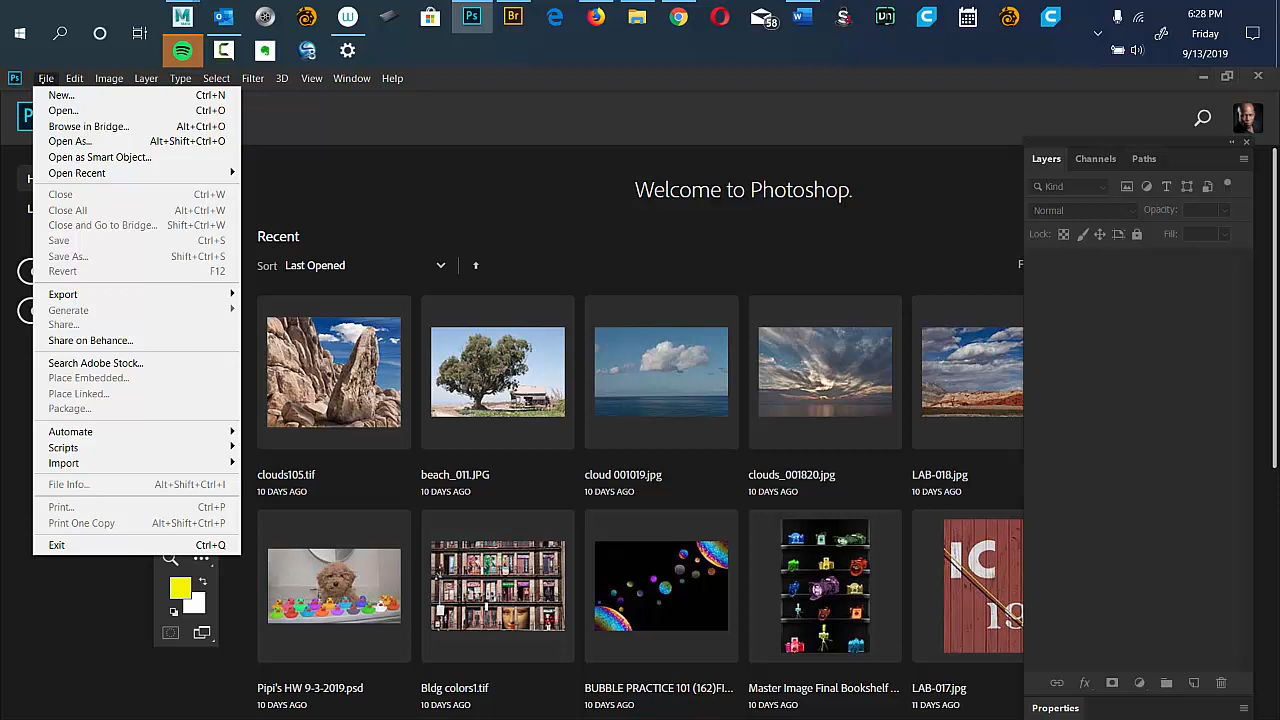 58
6:28 PM
Friday
9/13/2019
Ps
File Edit Image Layer Type Select Filter 3D View Window Help
New... Ctrl+N
Open... Ctrl+O
Browse in Bridge... Alt+Ctrl+O
Open As... Alt+Shift+Ctrl+O
Open as Smart Object...
Open Recent
Close Ctrl+W
Close All Alt+Ctrl+W
Close and Go to Bridge... Shift+Ctrl+W
Save Ctrl+S
Save As... Shift+Ctrl+S
Revert F12
Export
Generate
Share...
Share on Behance...
Search Adobe Stock...
Place Embedded...
Place Linked...
Package...
Automate
Scripts
Import
File Info... Alt+Shift+Ctrl+I
Print... Ctrl+P
Print One Copy Alt+Shift+Ctrl+P
Exit Ctrl+Q
Welcome to Photoshop.
Recent
Sort Last Opened
clouds105.tif
10 DAYS AGO
beach_011.JPG
10 DAYS AGO
cloud 001019.jpg
10 DAYS AGO
clouds_001820.jpg
10 DAYS AGO
LAB-018.jpg
10 DAYS AGO
IC
19
Pipi's HW 9-3-2019.psd
10 DAYS AGO
Bldg colors1.tif
10 DAYS AGO
BUBBLE PRACTICE 101 (162)FI...
10 DAYS AGO
Master Image Final Bookshelf ...
10 DAYS AGO
LAB-017.jpg
11 DAYS AGO
Layers Channels Paths
Kind
Normal Opacity:
Lock: Fill:
Properties